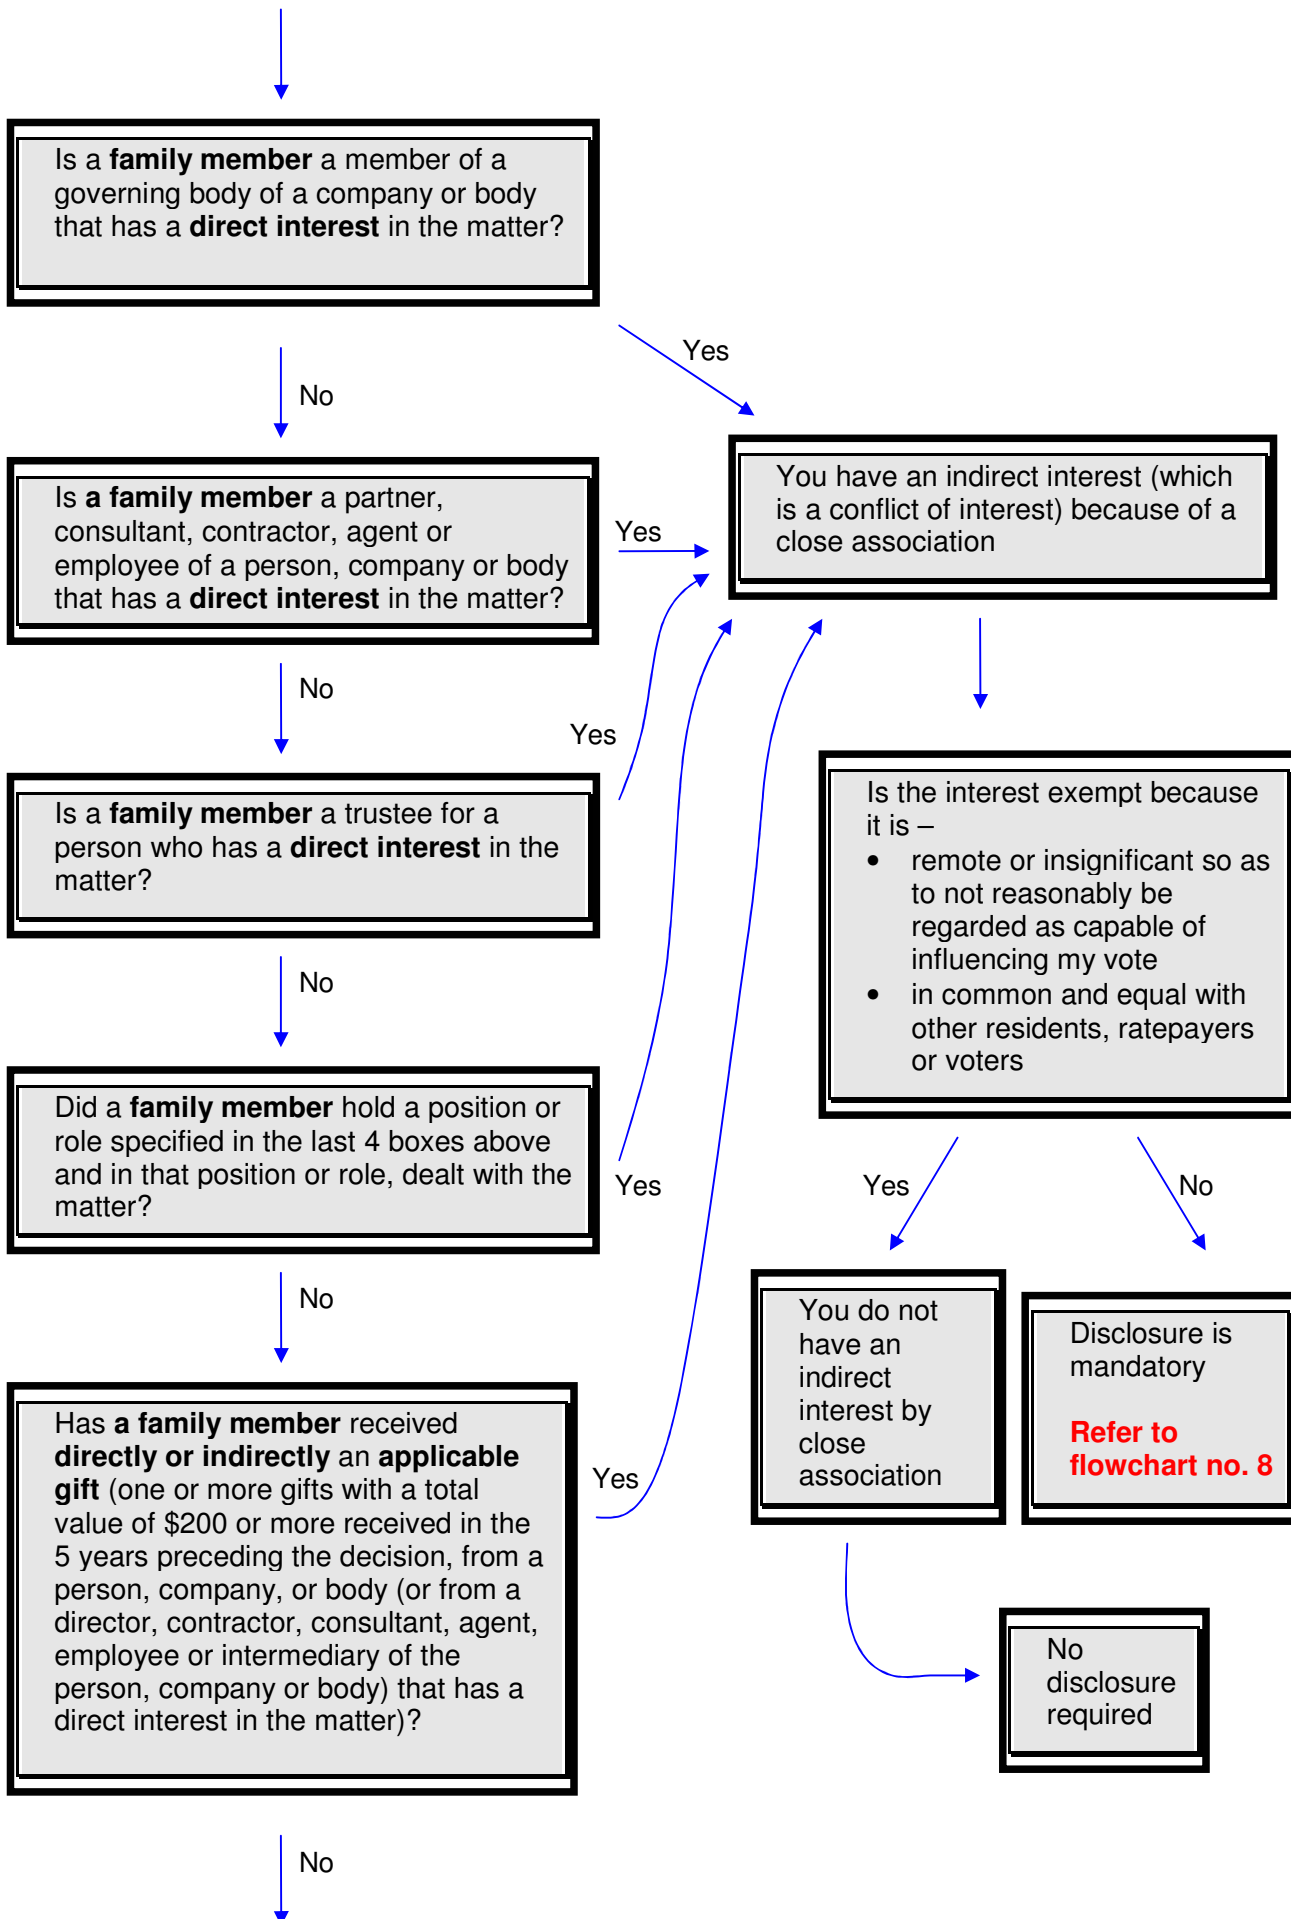 Is a family member a member of a
governing body of a company or body
that has a direct interest in the matter?
Yes
No
Is a family member a partner,
consultant, contractor, agent or
employee of a person, company or body
that has a direct interest in the matter?
Yes
You have an indirect interest (which
is a conflict of interest) because of a
close association
No
Yes
Is a family member a trustee for a
person who has a direct interest in the
matter?
Is the interest exempt because
it is –
• remote or insignificant so as
to not reasonably be
regarded as capable of
influencing my vote
• in common and equal with
other residents, ratepayers
or voters
No
Did a family member hold a position or
role specified in the last 4 boxes above
and in that position or role, dealt with the
matter?
Yes
Yes
No
No
You do not
have an
indirect
interest by
close
association
Disclosure is
mandatory
Refer to
flowchart no. 8
Has a family member received
directly or indirectly an applicable
gift (one or more gifts with a total
value of $200 or more received in the
5 years preceding the decision, from a
person, company, or body (or from a
director, contractor, consultant, agent,
employee or intermediary of the
person, company or body) that has a
direct interest in the matter)?
Yes
No
disclosure
required
No